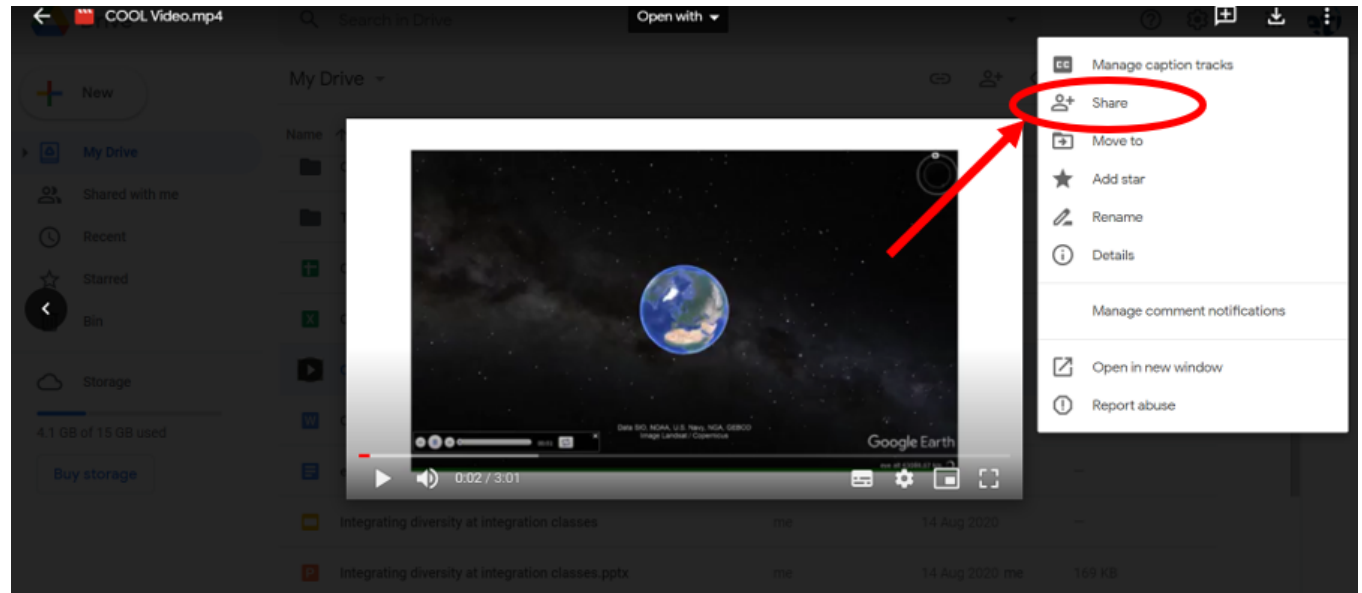 COOL Video.mp4
Search in Drive
Open with
New
My Drive
Name
My Drive
Shared with me
Recent
Starred
Bin
Storage
4.1 GB of 15 GB used
Buy storage
Manage caption tracks
Share
Move to
Add star
Rename
Details
Manage comment notifications
Open in new window
Report abuse
Data SIO, NOAA, U.S. Navy, NGA, GEBCO
Image Landsat / Copernicus
Google Earth
0:02 / 3:01
Integrating diversity at integration classes me 14 Aug 2020 —
Integrating diversity at integration classes.pptx me 14 Aug 2020 me 169 KB